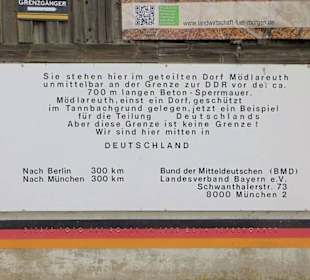 GRENZGÄNGER
www.landwirtschaft-fuer-morgen.de
Sie stehen hier im geteilten Dorf Mödlareuth
unmittelbar an der Grenze zur DDR vor der ca.
700 m langen Beton-Sperrmauer.
Mödlareuth, einst ein Dorf, geschützt
im Tannbachgrund gelegen, jetzt ein Beispiel
für die Teilung Deutschlands
Aber diese Grenze ist keine Grenze!
Wir sind hier mitten in
DEUTSCHLAND
Nach Berlin 300 km Bund der Mitteldeutschen (BMD)
Nach München 300 km Landesverband Bayern e.V.
Schwanthalerstr. 73
8000 München 2